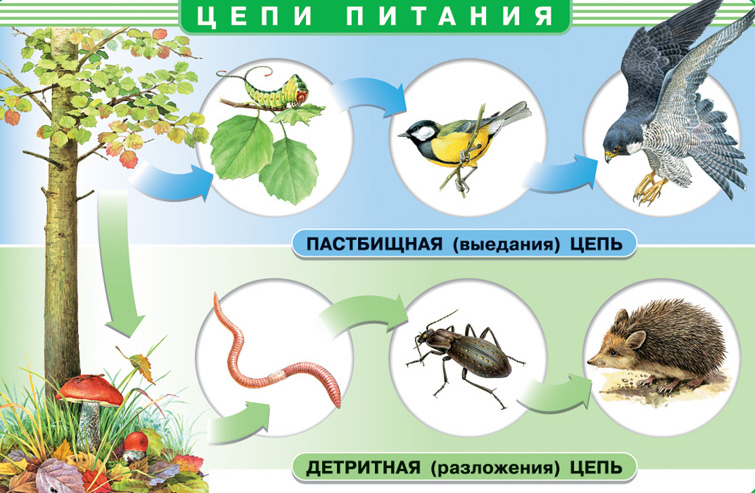 ЦЕПИ ПИТАНИЯ
ПАСТБИЩНАЯ (выедания) ЦЕПЬ
ДЕТРИТНАЯ (разложения) ЦЕПЬ